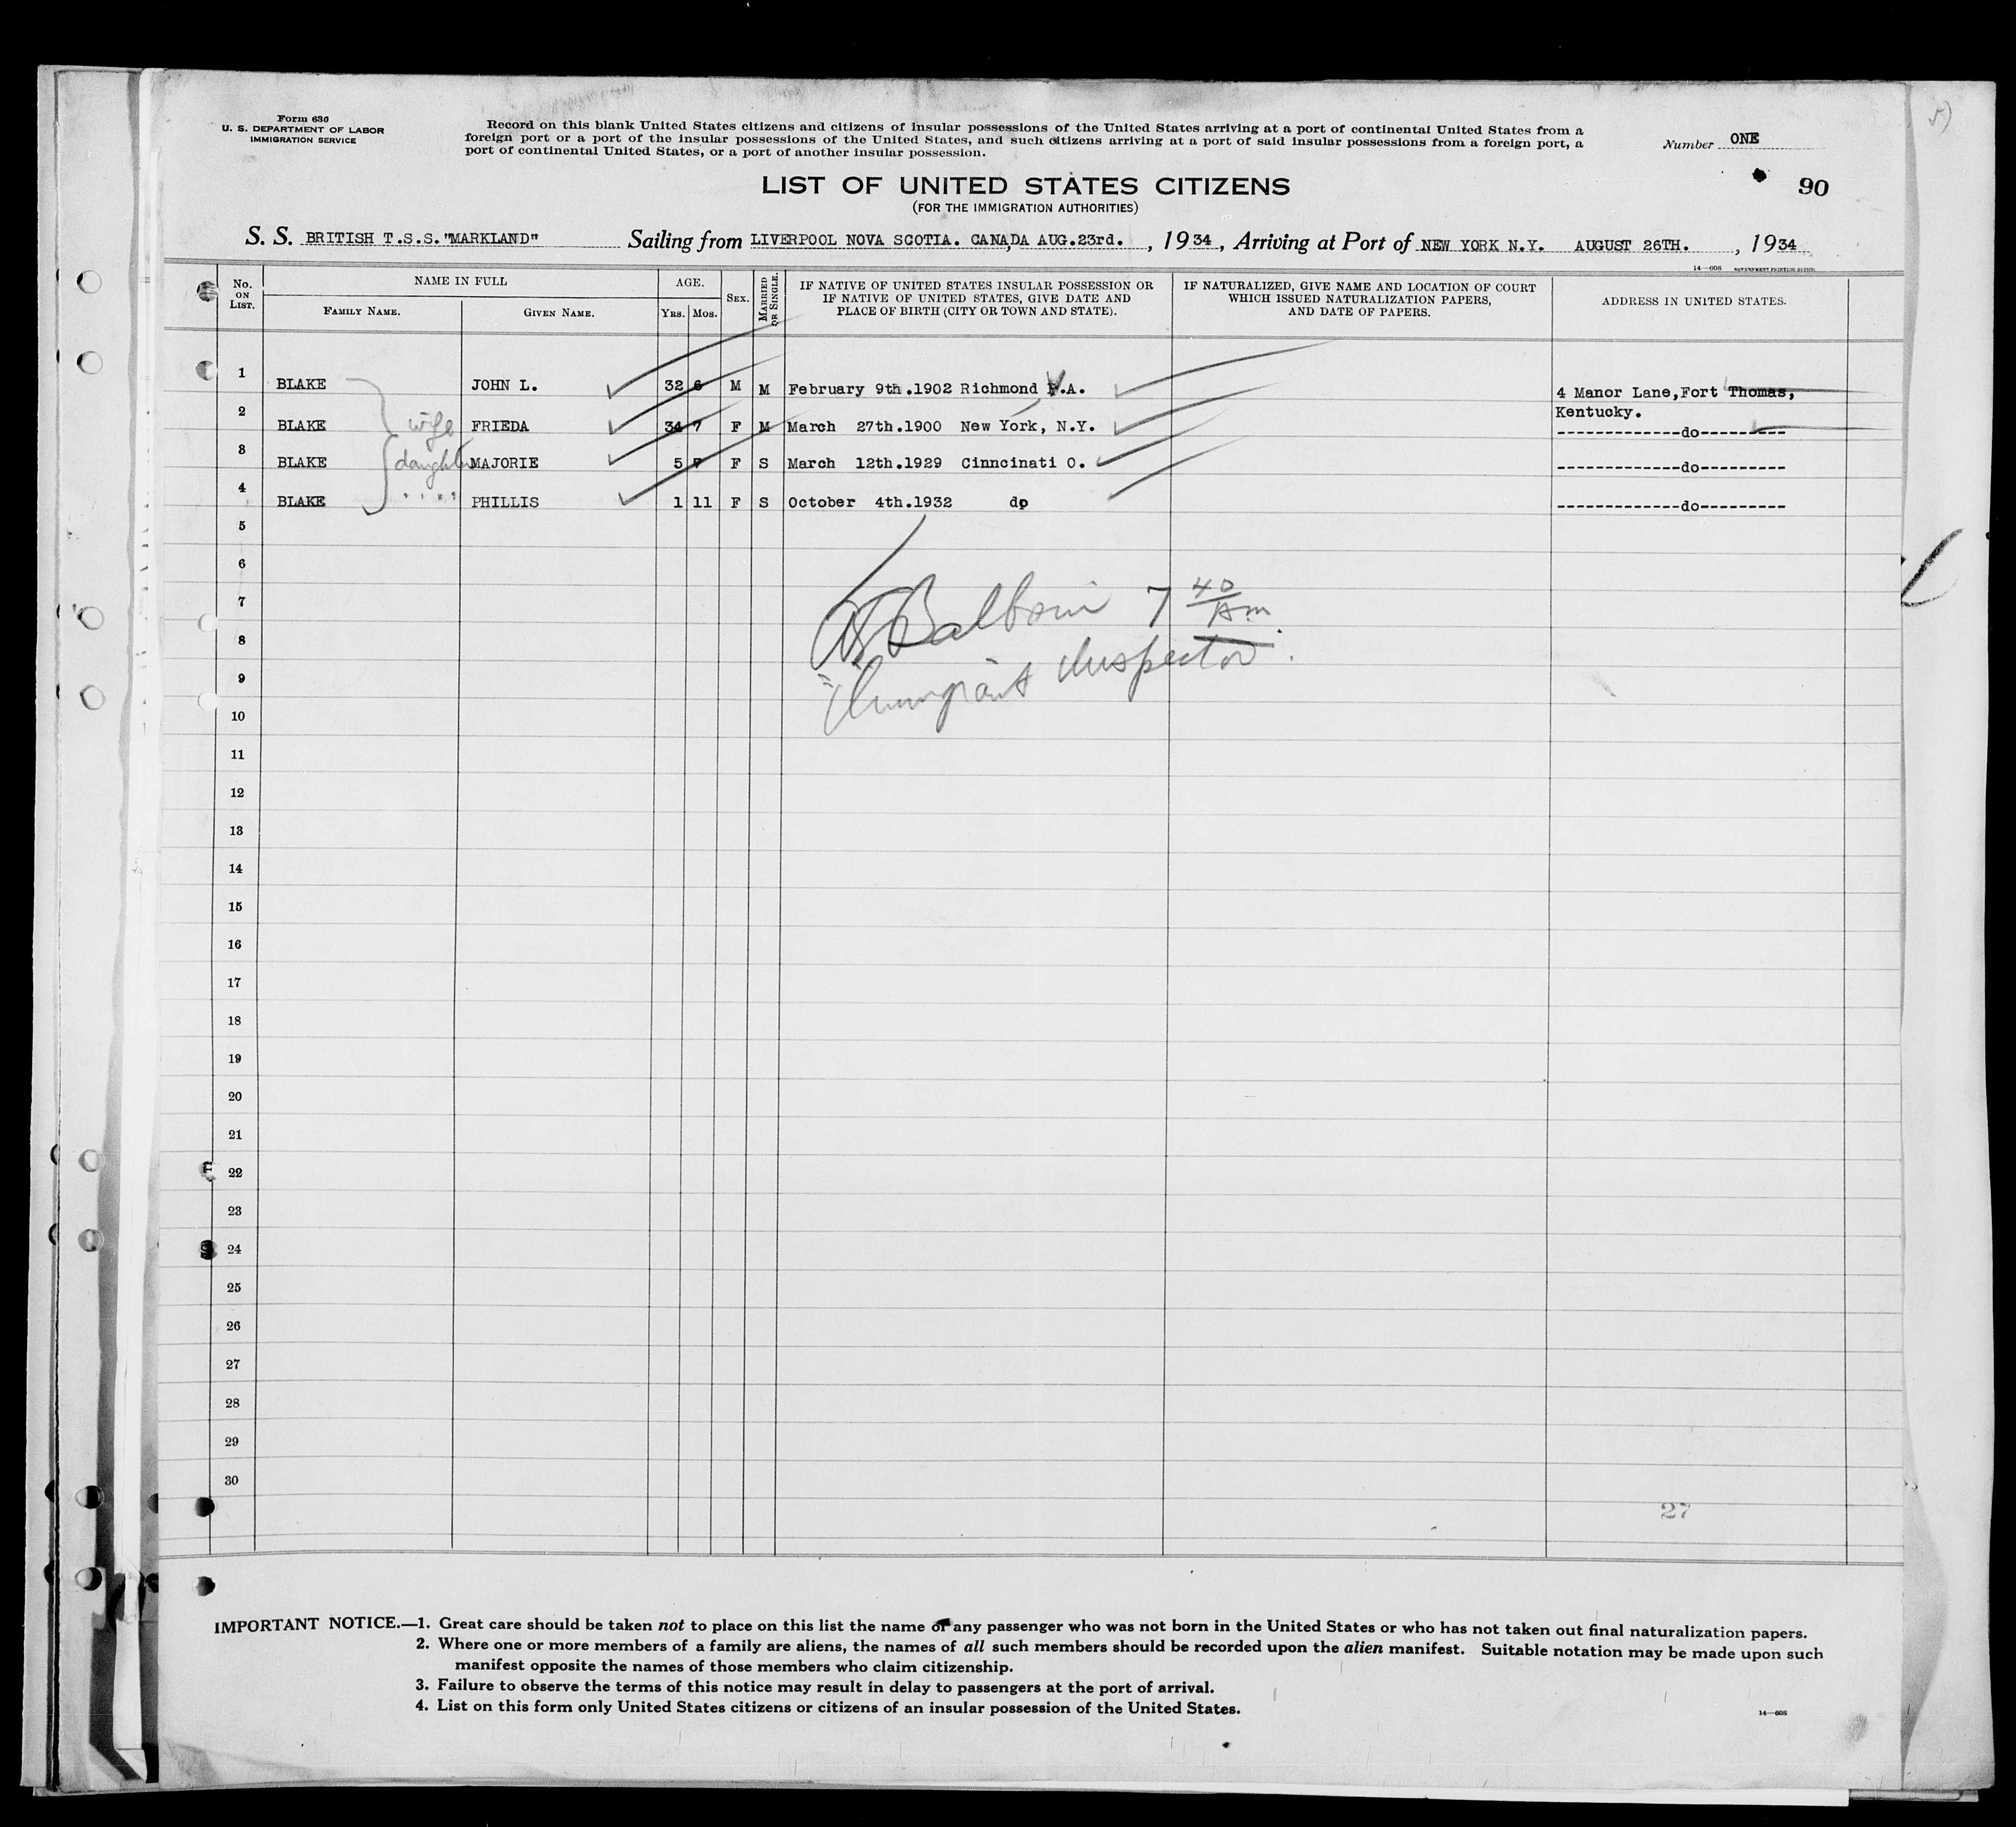 Form 630
U. S. DEPARTMENT OF LABOR
IMMIGRATION SERVICE
Record on this blank United States citizens and citizens of insular possessions of the United States arriving at a port of continental United States from a
foreign port or a port of the insular possessions of the United States, and such citizens arriving at a port of said insular possessions from a foreign port, a
port of continental United States, or a port of another insular possession.
Number ONE
90
LIST OF UNITED STATES CITIZENS
(FOR THE IMMIGRATION AUTHORITIES)
S. S. BRITISH T.S.S."MARKLAND" Sailing from LIVERPOOL NOVA SCOTIA. CANADA AUG.23rd. , 1934 , Arriving at Port of NEW YORK N.Y. AUGUST 26TH. , 1934
14—608 GOVERNMENT PRINTING OFFICE
No. ON LIST. NAME IN FULL AGE. SEX. MARRIED OR SINGLE. IF NATIVE OF UNITED STATES INSULAR POSSESSION OR IF NATIVE OF UNITED STATES, GIVE DATE AND PLACE OF BIRTH (CITY OR TOWN AND STATE). IF NATURALIZED, GIVE NAME AND LOCATION OF COURT WHICH ISSUED NATURALIZATION PAPERS, AND DATE OF PAPERS. ADDRESS IN UNITED STATES.
FAMILY NAME. GIVEN NAME. YRS. MOS.
1 BLAKE JOHN L. 32 6 M M February 9th.1902 Richmond P.A. 4 Manor Lane,Fort Thomas,
Kentucky.
2 BLAKE wife FRIEDA 34 7 F M March 27th.1900 New York, N.Y. -------------do---------
3 BLAKE daughter MAJORIE 5 7 F S March 12th.1929 Cinncinati O. -------------do---------
4 BLAKE " " PHILLIS 1 11 F S October 4th.1932 do -------------do---------
5
6
7 7 40 Am
8
9 Immigrant Inspector.
10
11
12
13
14
15
16
17
18
19
20
21
22
23
24
25
26
27
28
29
30
27
IMPORTANT NOTICE.—1. Great care should be taken not to place on this list the name of any passenger who was not born in the United States or who has not taken out final naturalization papers.
2. Where one or more members of a family are aliens, the names of all such members should be recorded upon the alien manifest. Suitable notation may be made upon such
manifest opposite the names of those members who claim citizenship.
3. Failure to observe the terms of this notice may result in delay to passengers at the port of arrival.
4. List on this form only United States citizens or citizens of an insular possession of the United States.
14—608